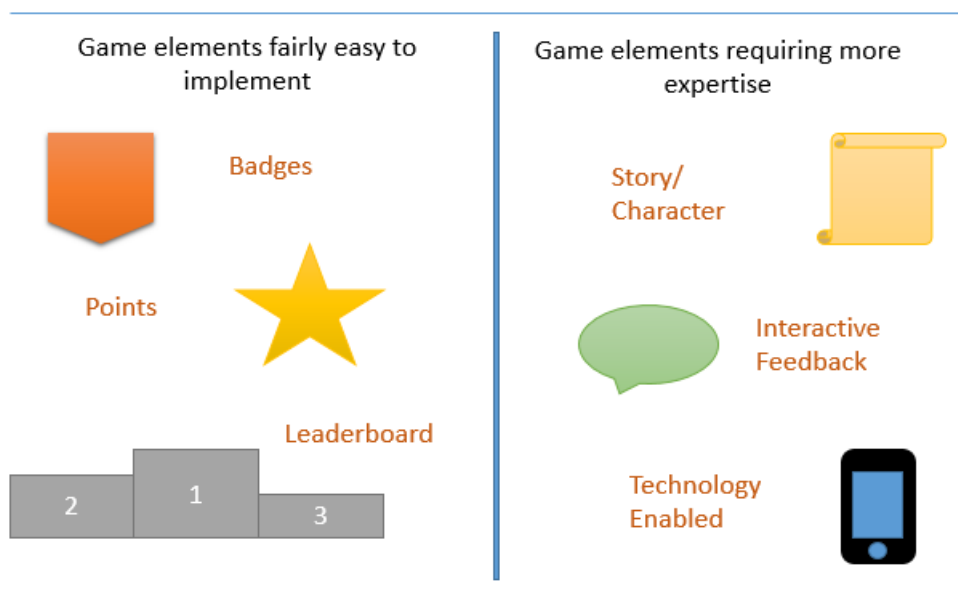 Game elements fairly easy to
implement
Badges
Points
Leaderboard
2
1
3
Game elements requiring more
expertise
Story/
Character
Interactive
Feedback
Technology
Enabled